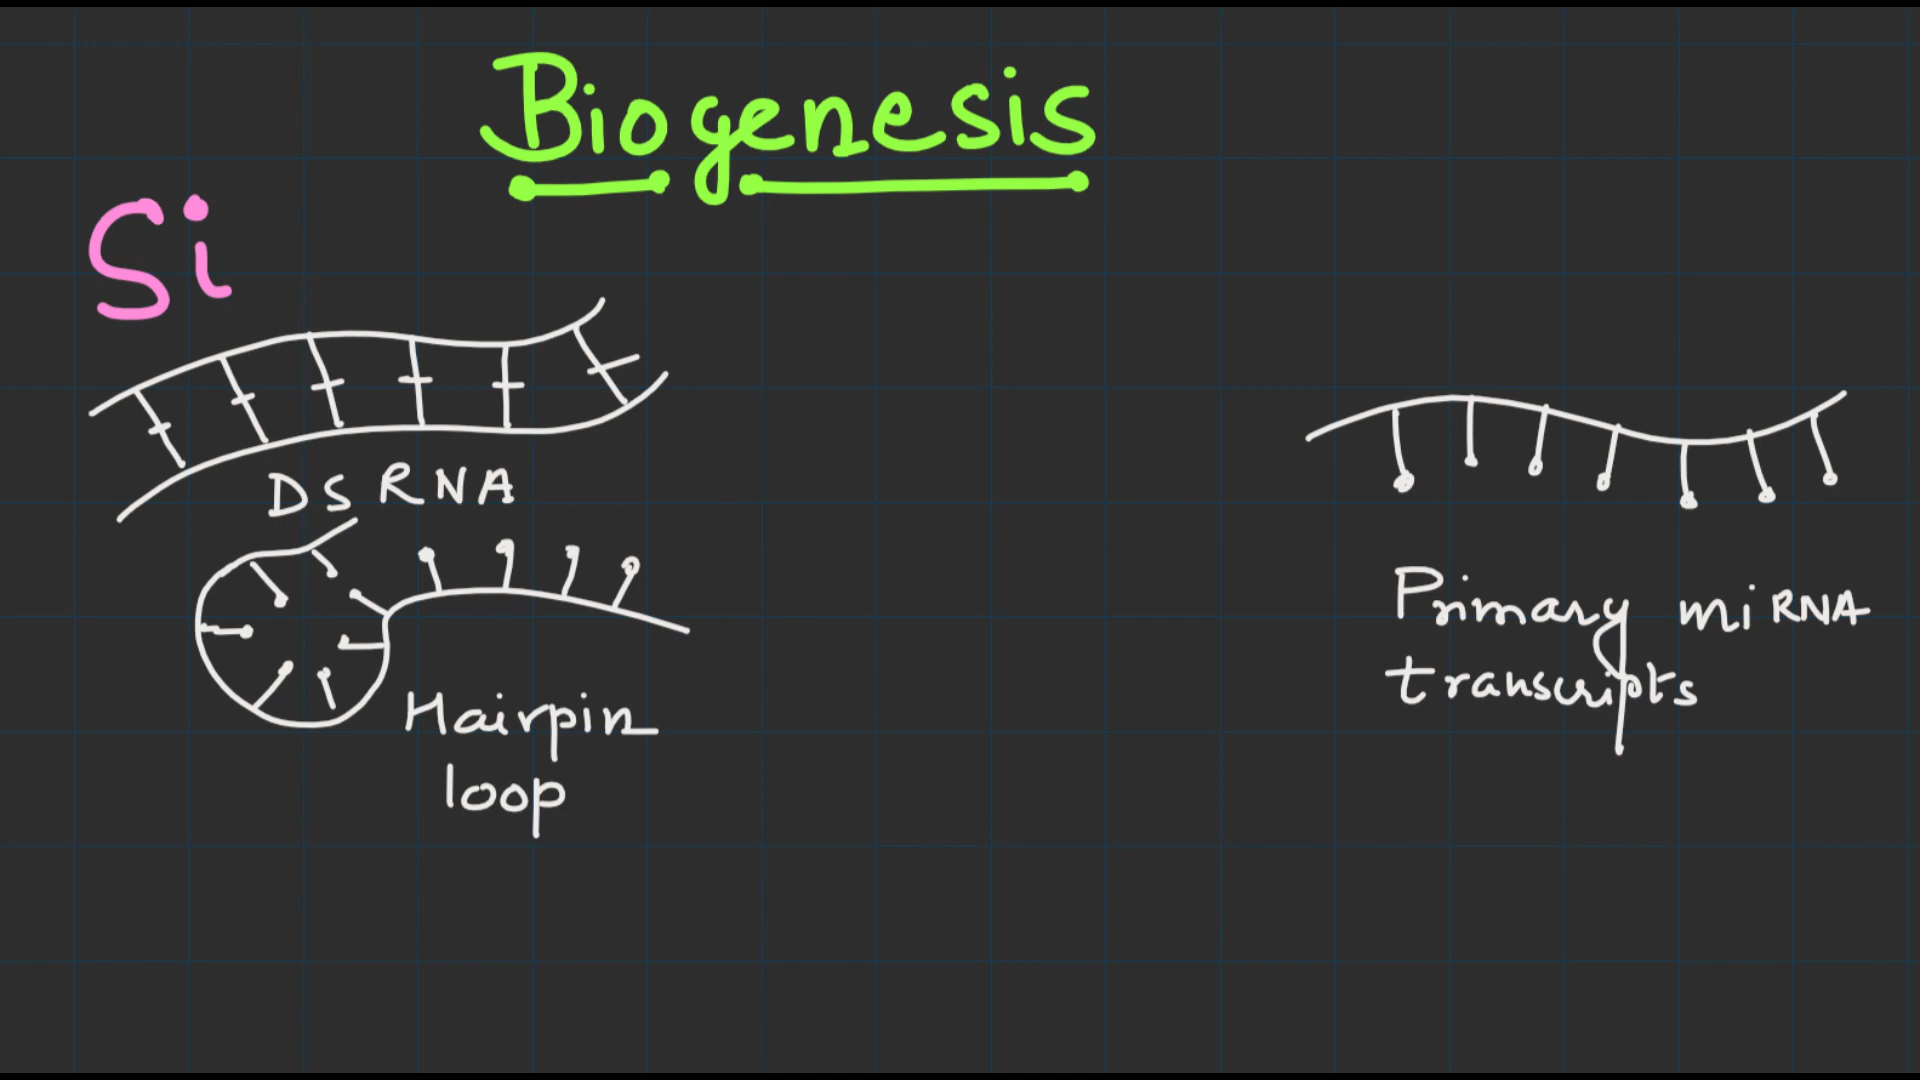 Biogenesis
Si
DS RNA
Hairpin
loop
Primary miRNA
transcripts